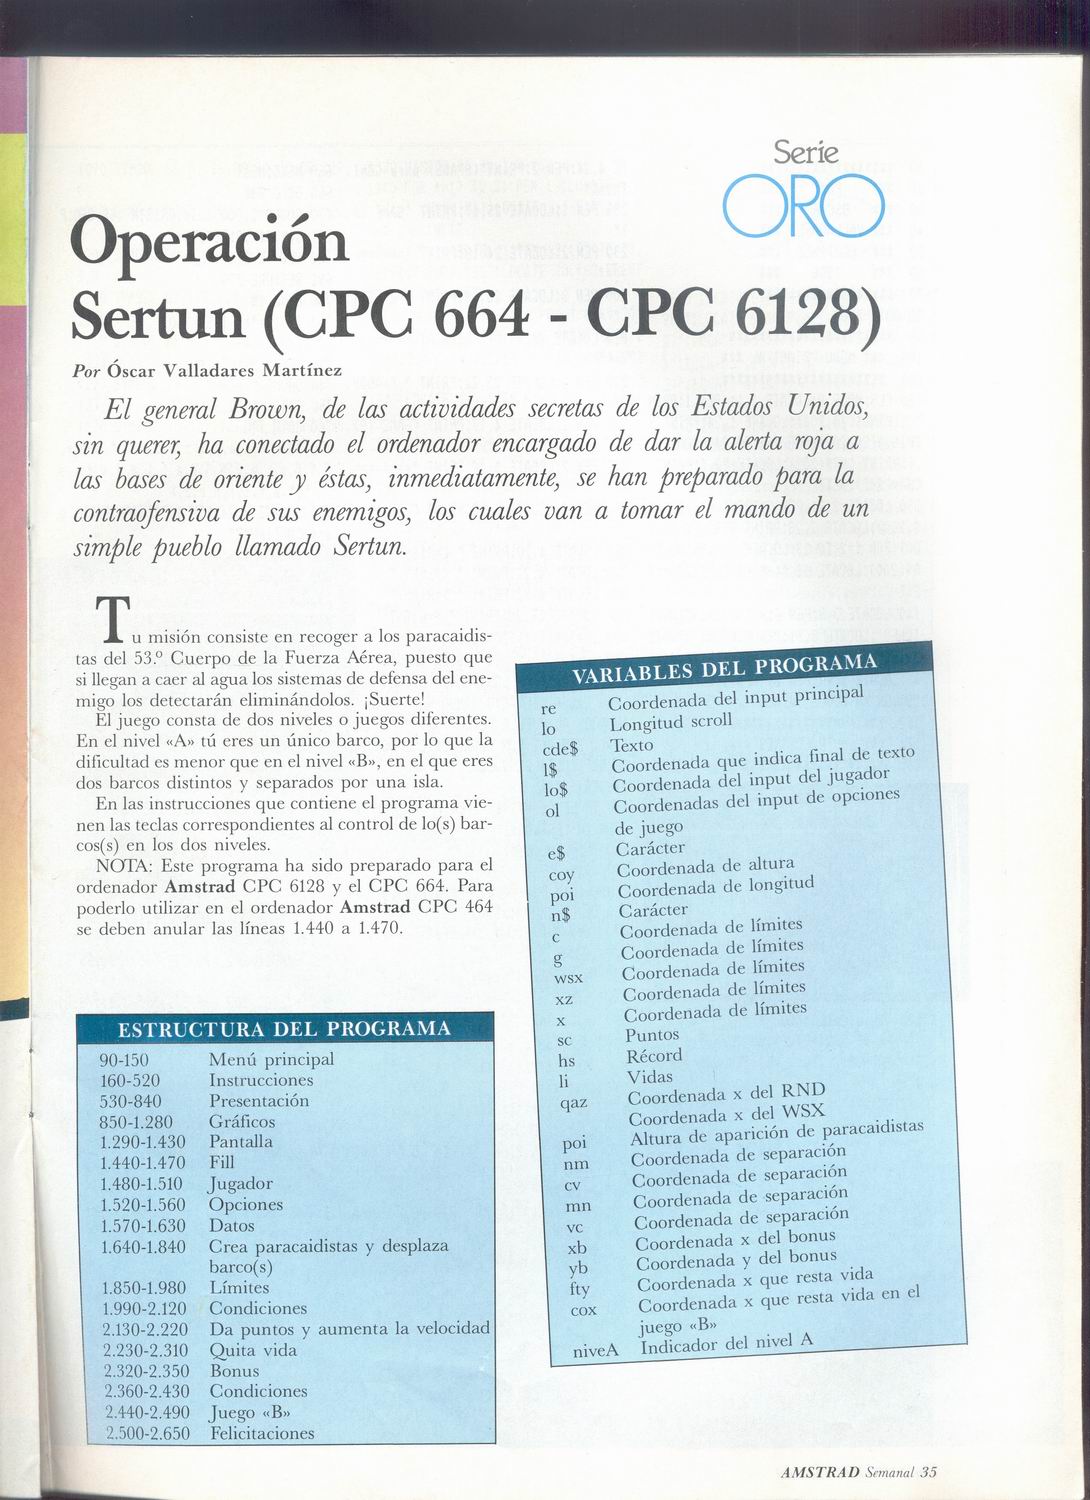 Serie
ORO
Operación
Sertun (CPC 664 - CPC 6128)
Por Óscar Valladares Martínez
El general Brown, de las actividades secretas de los Estados Unidos,
sin querer, ha conectado el ordenador encargado de dar la alerta roja a
las bases de oriente y éstas, inmediatamente, se han preparado para la
contraofensiva de sus enemigos, los cuales van a tomar el mando de un
simple pueblo llamado Sertun.
Tu misión consiste en recoger a los paracaidis-
tas del 53.º Cuerpo de la Fuerza Aérea, puesto que
si llegan a caer al agua los sistemas de defensa del ene-
migo los detectarán eliminándolos. ¡Suerte!
El juego consta de dos niveles o juegos diferentes.
En el nivel «A» tú eres un único barco, por lo que la
dificultad es menor que en el nivel «B», en el que eres
dos barcos distintos y separados por una isla.
En las instrucciones que contiene el programa vie-
nen las teclas correspondientes al control de lo(s) bar-
cos(s) en los dos niveles.
NOTA: Este programa ha sido preparado para el
ordenador Amstrad CPC 6128 y el CPC 664. Para
poderlo utilizar en el ordenador Amstrad CPC 464
se deben anular las líneas 1.440 a 1.470.
ESTRUCTURA DEL PROGRAMA
90-150 Menú principal
160-520 Instrucciones
530-840 Presentación
850-1.280 Gráficos
1.290-1.430 Pantalla
1.440-1.470 Fill
1.480-1.510 Jugador
1.520-1.560 Opciones
1.570-1.630 Datos
1.640-1.840 Crea paracaidistas y desplaza
barco(s)
1.850-1.980 Límites
1.990-2.120 Condiciones
2.130-2.220 Da puntos y aumenta la velocidad
2.230-2.310 Quita vida
2.320-2.350 Bonus
2.360-2.430 Condiciones
2.440-2.490 Juego «B»
2.500-2.650 Felicitaciones
VARIABLES DEL PROGRAMA
re Coordenada del input principal
lo Longitud scroll
cde$ Texto
l$ Coordenada que indica final de texto
lo$ Coordenada del input del jugador
ol Coordenadas del input de opciones
de juego
e$ Carácter
coy Coordenada de altura
poi Coordenada de longitud
n$ Carácter
c Coordenada de límites
g Coordenada de límites
wsx Coordenada de límites
xz Coordenada de límites
x Coordenada de límites
sc Puntos
hs Récord
li Vidas
qaz Coordenada x del RND
Coordenada x del WSX
poi Altura de aparición de paracaidistas
nm Coordenada de separación
cv Coordenada de separación
mn Coordenada de separación
vc Coordenada de separación
xb Coordenada x del bonus
yb Coordenada y del bonus
fty Coordenada x que resta vida
cox Coordenada x que resta vida en el
juego «B»
niveA Indicador del nivel A
AMSTRAD Semanal 35